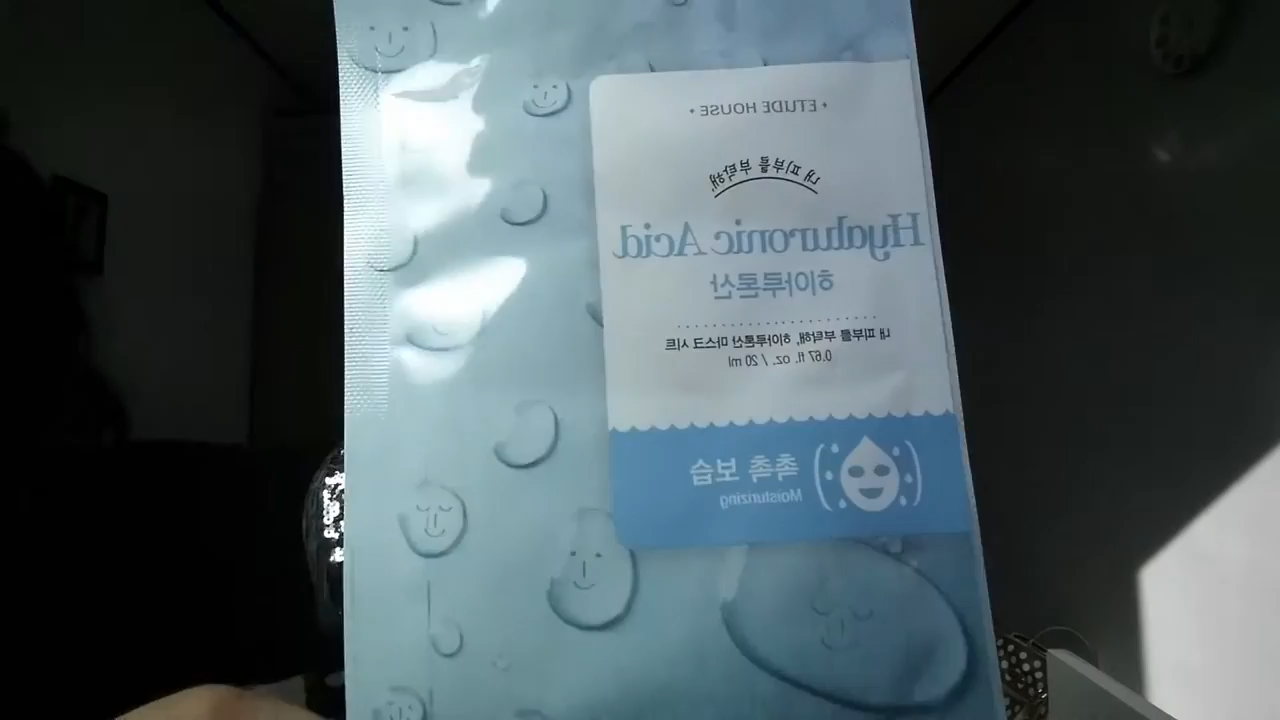 ETUDE HOUSE
내 피부를 부탁해.
Hyaluronic Acid
히아루론산
내 피부를 부탁해, 히아루론산 마스크 시트
0.67 fl. oz. / 20 ml
촉촉 보습
Moisturizing